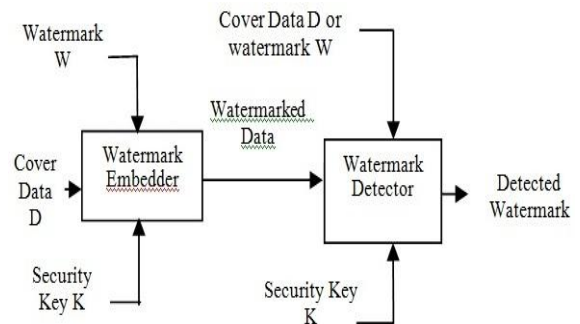 Watermark
W
Cover Data D or
watermark W
Watermarked
Data
Cover
Data
D
Watermark
Embedder
Watermark
Detector
Detected
Watermark
Security
Key K
Security Key
K